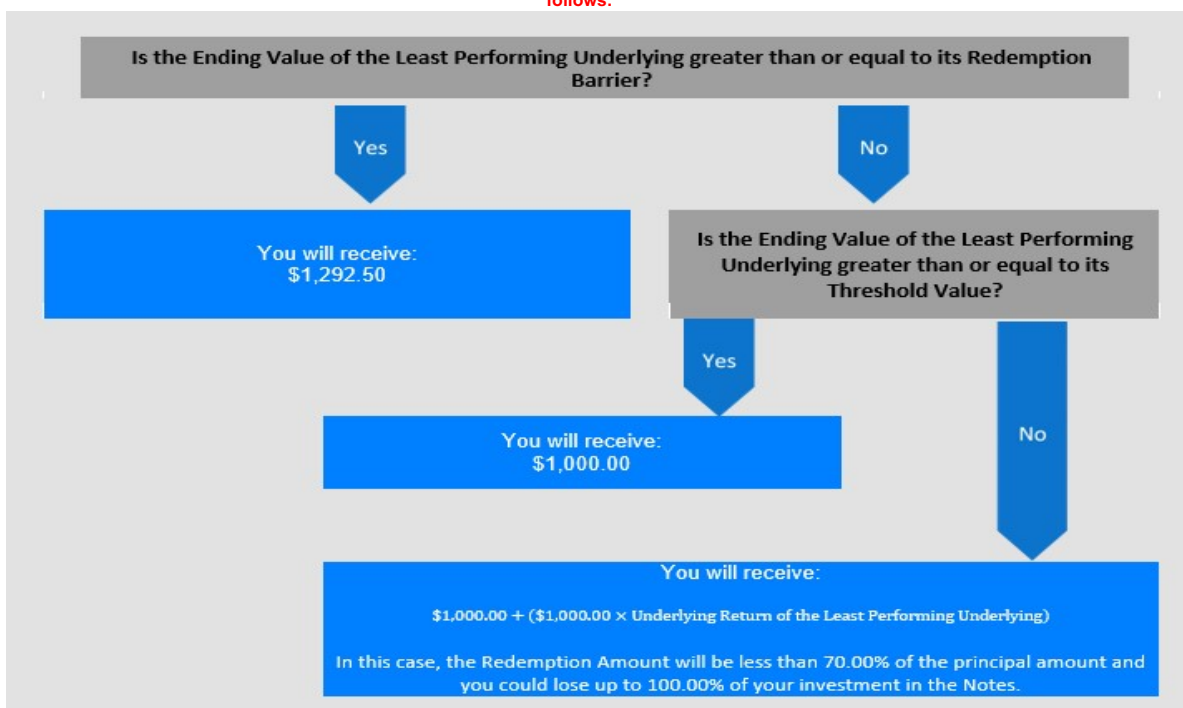 follows:
Is the Ending Value of the Least Performing Underlying greater than or equal to its Redemption
Barrier?
Yes
No
You will receive:
$1,292.50
Is the Ending Value of the Least Performing
Underlying greater than or equal to its
Threshold Value?
Yes
No
You will receive:
$1,000.00
You will receive:
$1,000.00 + ($1,000.00 × Underlying Return of the Least Performing Underlying)
In this case, the Redemption Amount will be less than 70.00% of the principal amount and
you could lose up to 100.00% of your investment in the Notes.